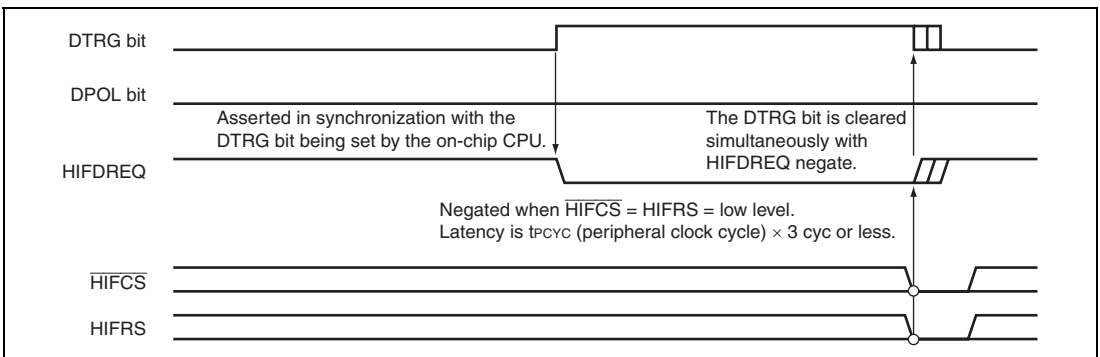 DTRG bit
DPOL bit
Asserted in synchronization with the
DTRG bit being set by the on-chip CPU.
The DTRG bit is cleared
simultaneously with
HIFDREQ negate.
HIFDREQ
Negated when HIFCS = HIFRS = low level.
Latency is tPCYC (peripheral clock cycle) × 3 cyc or less.
HIFCS
HIFRS